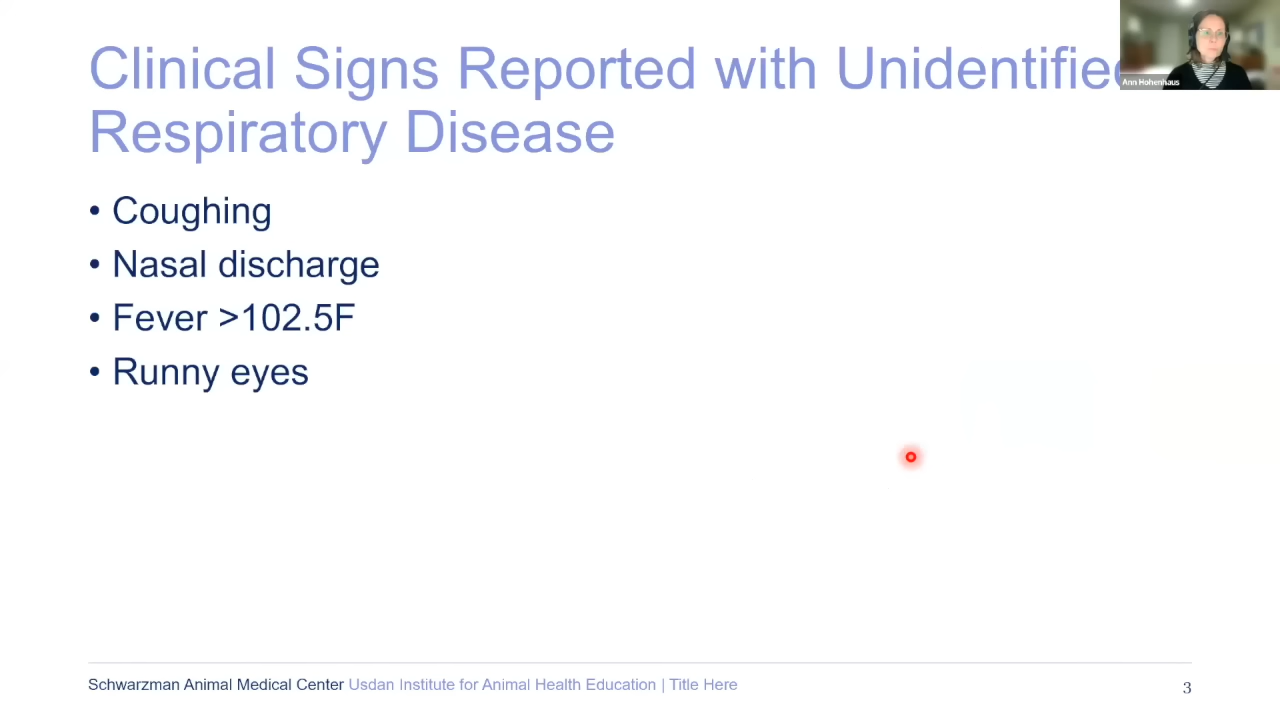 Clinical Signs Reported with Unidentified
Respiratory Disease
• Coughing
• Nasal discharge
• Fever >102.5F
• Runny eyes
Ann Hohenhaus
Schwarzman Animal Medical Center Usdan Institute for Animal Health Education | Title Here
3